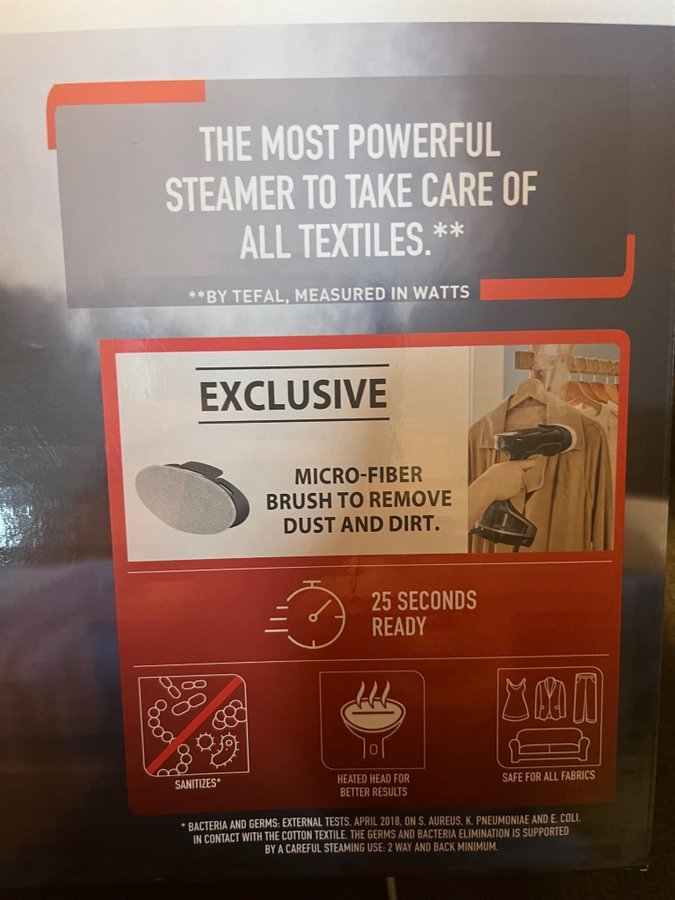 THE MOST POWERFUL
STEAMER TO TAKE CARE OF
ALL TEXTILES.**
**BY TEFAL, MEASURED IN WATTS
EXCLUSIVE
MICRO-FIBER
BRUSH TO REMOVE
DUST AND DIRT.
25 SECONDS
READY
SANITIZES*
HEATED HEAD FOR
BETTER RESULTS
SAFE FOR ALL FABRICS
* BACTERIA AND GERMS: EXTERNAL TESTS, APRIL 2018, ON S. AUREUS, K. PNEUMONIAE AND E. COLI.
IN CONTACT WITH THE COTTON TEXTILE. THE GERMS AND BACTERIA ELIMINATION IS SUPPORTED
BY A CAREFUL STEAMING USE: 2 WAY AND BACK MINIMUM.